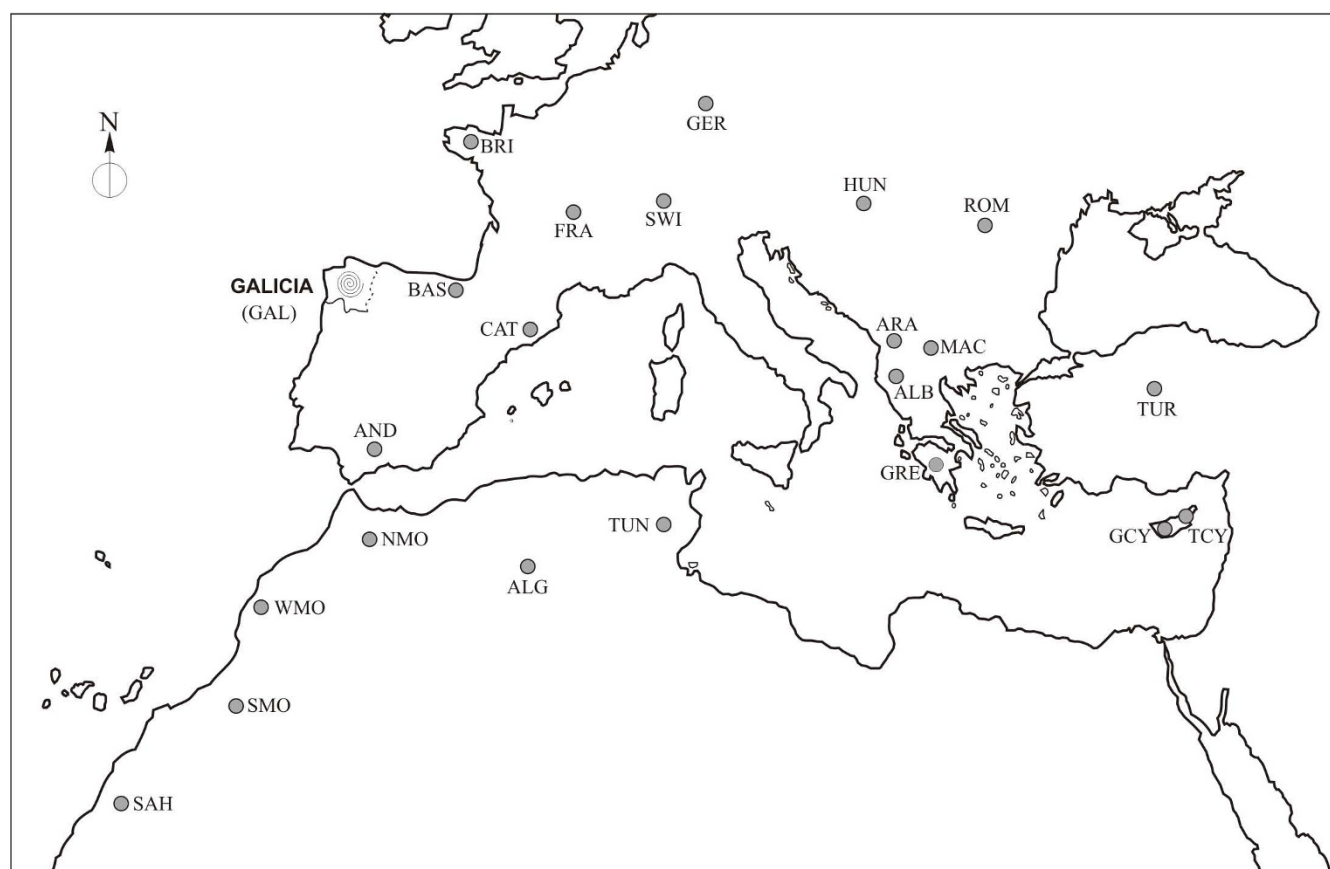 N
GER
BRI
HUN
SWI
ROM
FRA
GALICIA
(GAL)
BAS
CAT
ARA
MAC
ALB
TUR
AND
GRE
TUN
GCY
TCY
NMO
ALG
WMO
SMO
SAH